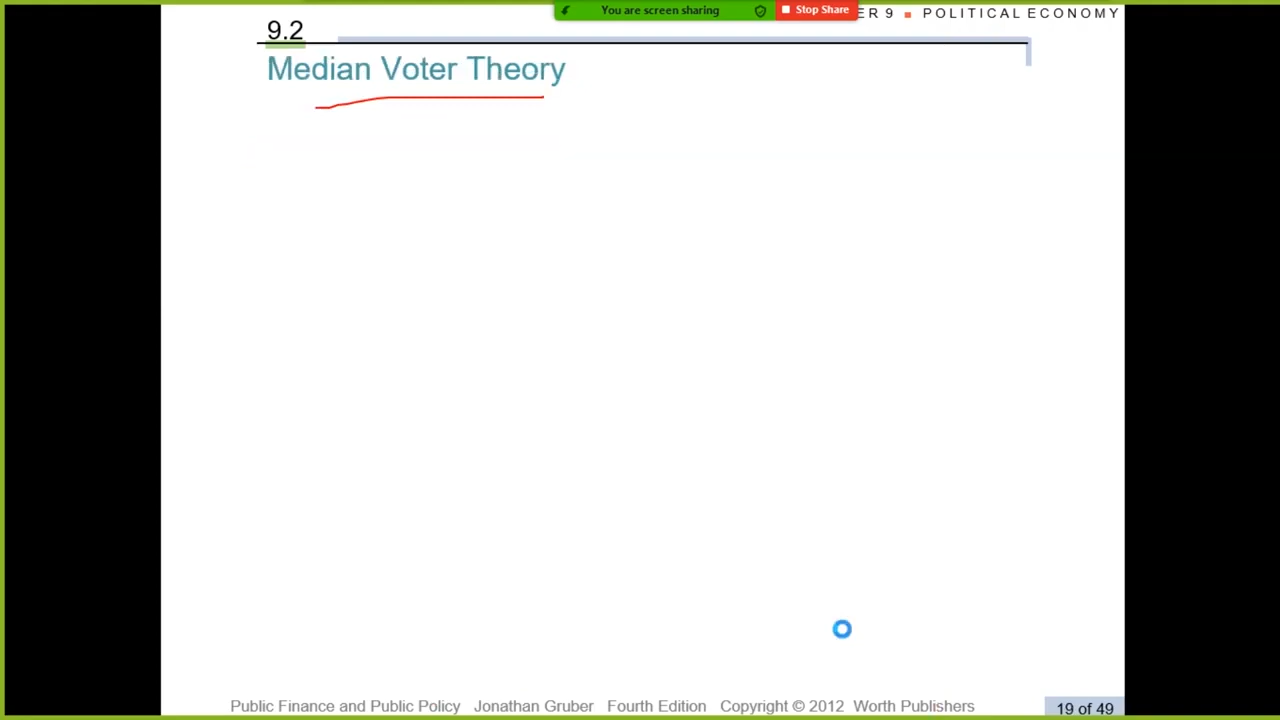 You are screen sharing Stop Share
ER 9 ▪ POLITICAL ECONOMY
9.2
Median Voter Theory
Public Finance and Public Policy Jonathan Gruber Fourth Edition Copyright © 2012 Worth Publishers
19 of 49